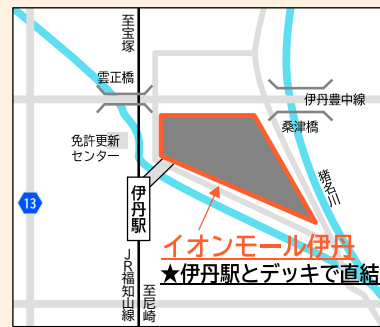 至宝塚
雲正橋
伊丹豊中線
桑津橋
免許更新
センター
猪名川
13
伊丹駅
イオンモール伊丹
★伊丹駅とデッキで直結
JR福知山線
至尼崎